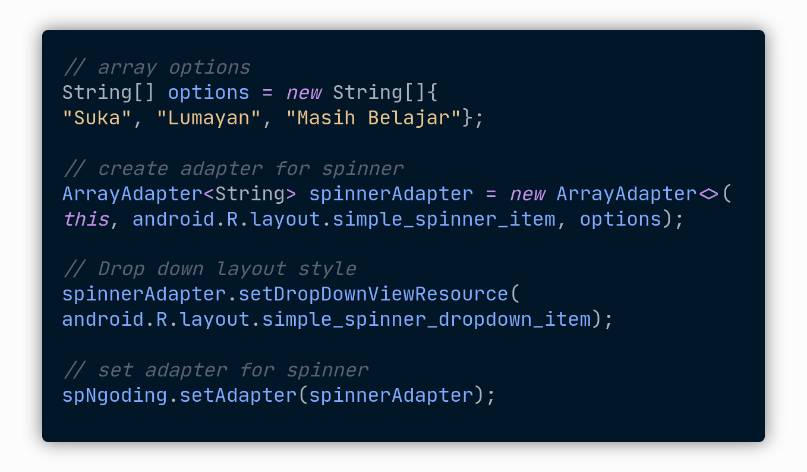 // array options
String[] options = new String[]{
"Suka", "Lumayan", "Masih Belajar"};
// create adapter for spinner
ArrayAdapter<String> spinnerAdapter = new ArrayAdapter<>(
this, android.R.layout.simple_spinner_item, options);
// Drop down layout style
spinnerAdapter.setDropDownViewResource(
android.R.layout.simple_spinner_dropdown_item);
// set adapter for spinner
spNgoding.setAdapter(spinnerAdapter);